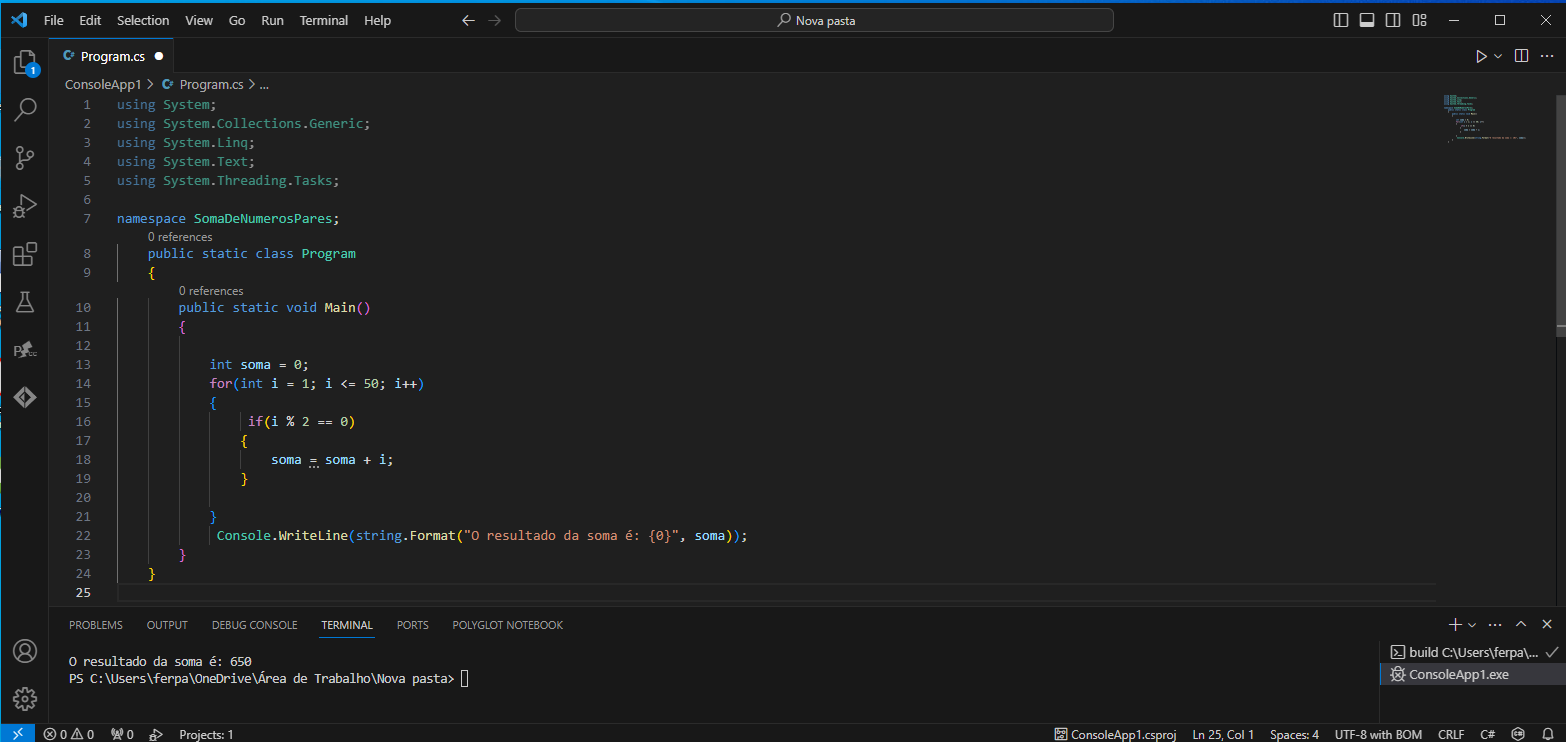 File Edit Selection View Go Run Terminal Help
Nova pasta
C# Program.cs
1
ConsoleApp1 > C# Program.cs > ...
1 using System;
2 using System.Collections.Generic;
3 using System.Linq;
4 using System.Text;
5 using System.Threading.Tasks;
6
7 namespace SomaDeNumerosPares;
0 references
8 public static class Program
9 {
0 references
10 public static void Main()
11 {
12
13 int soma = 0;
14 for(int i = 1; i <= 50; i++)
15 {
16 if(i % 2 == 0)
17 {
18 soma = soma + i;
19 }
20
21 }
22 Console.WriteLine(string.Format("O resultado da soma é: {0}", soma));
23 }
24 }
25
PROBLEMS OUTPUT DEBUG CONSOLE TERMINAL PORTS POLYGLOT NOTEBOOK
O resultado da soma é: 650
PS C:\Users\ferpa\OneDrive\Área de Trabalho\Nova pasta>
build C:\Users\ferpa\...
ConsoleApp1.exe
0 0 0 Projects: 1 ConsoleApp1.csproj Ln 25, Col 1 Spaces: 4 UTF-8 with BOM CRLF C#